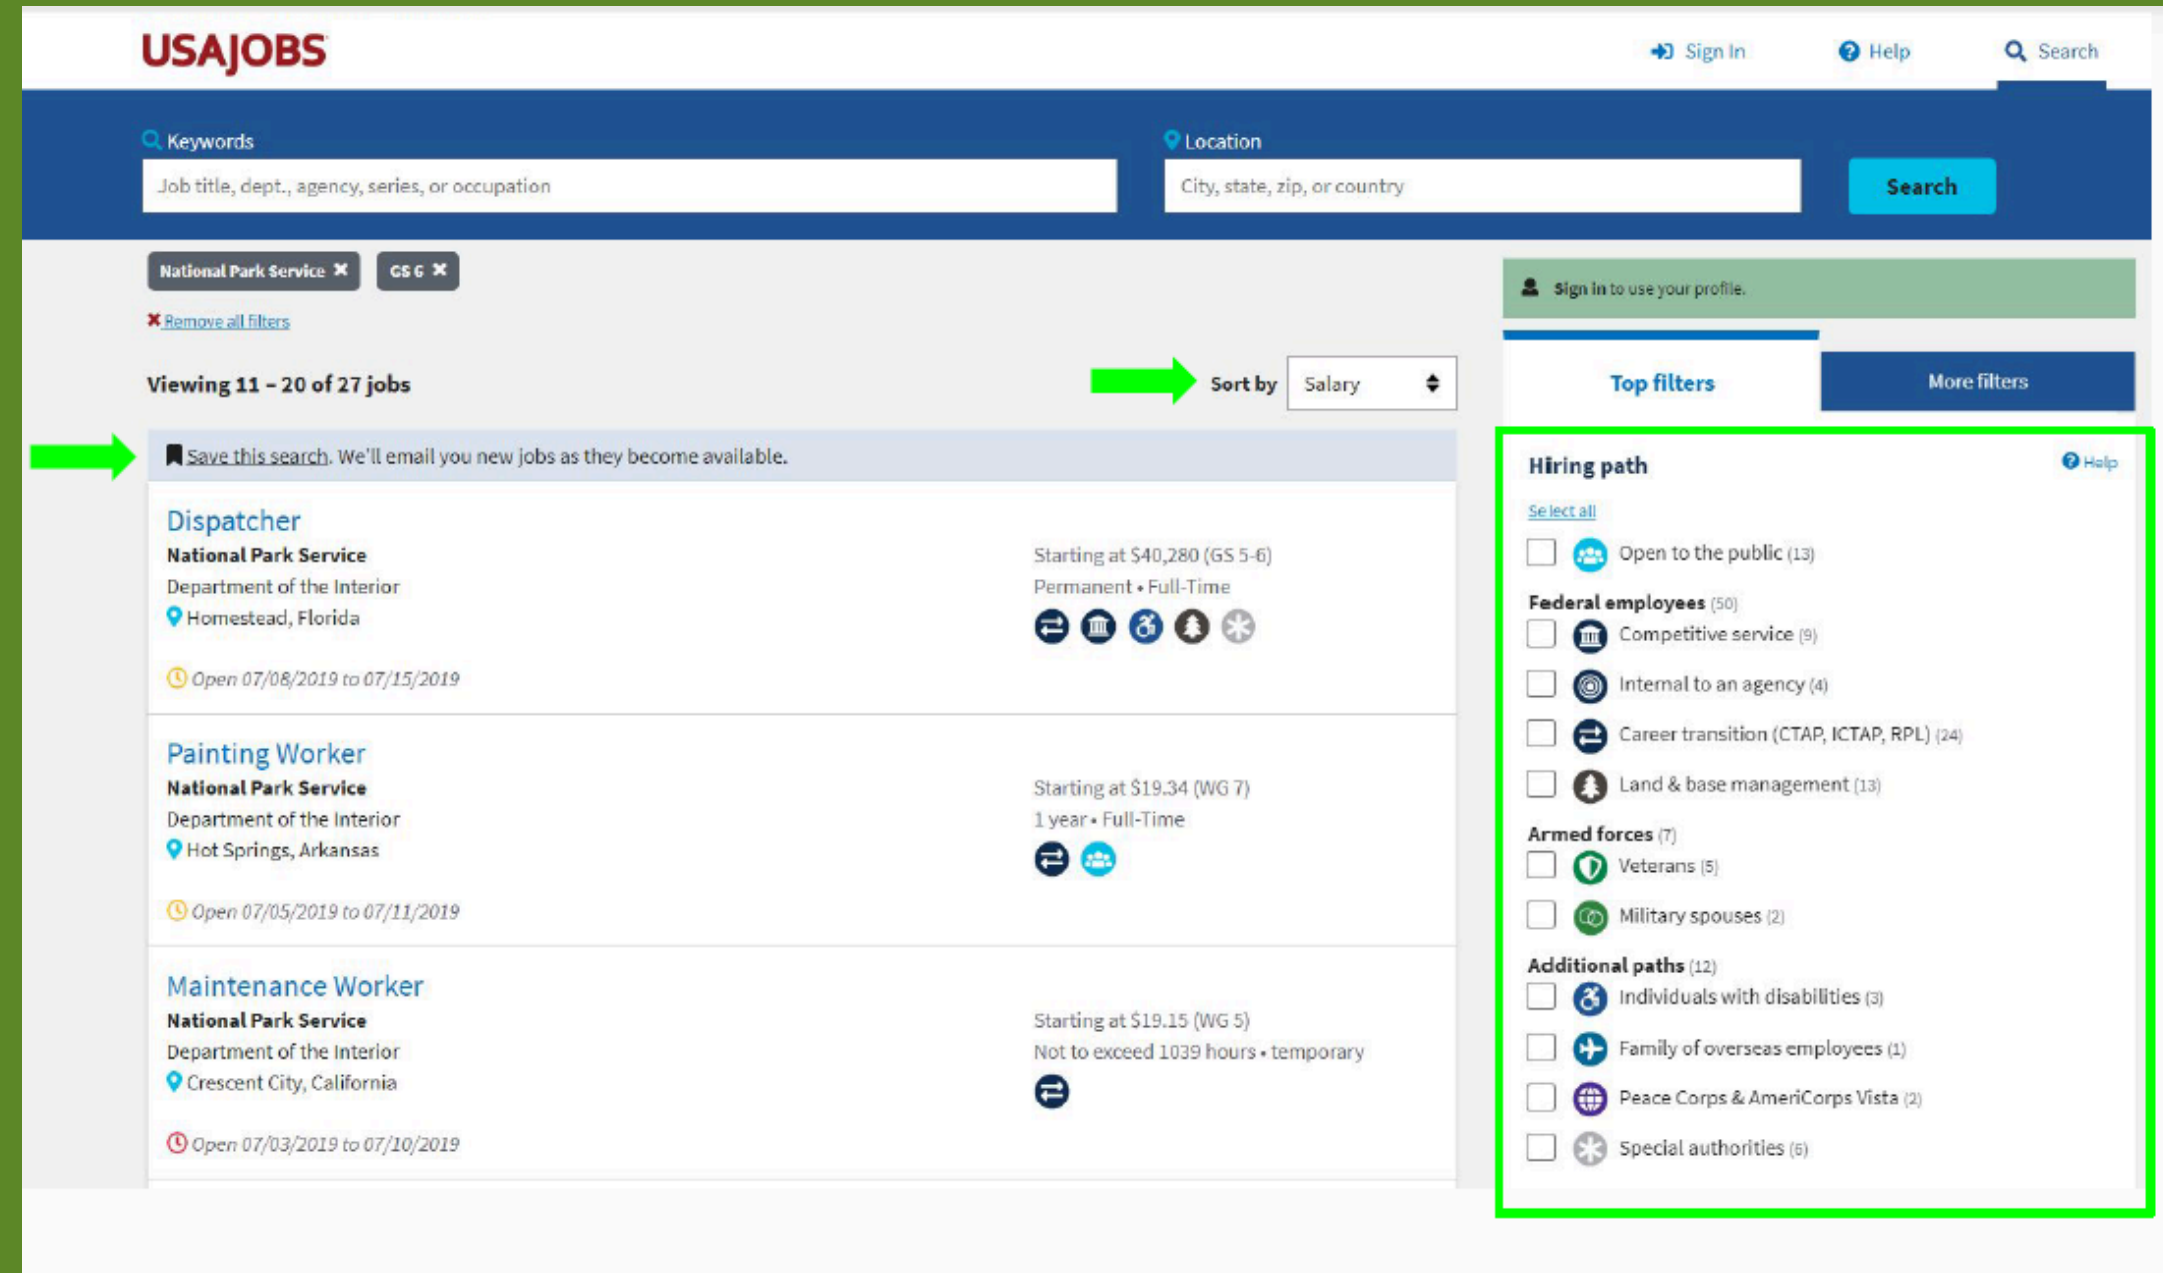 USAJOBS
Sign In
Help
Search
Keywords
Location
Job title, dept., agency, series, or occupation
City, state, zip, or country
Search
National Park Service ✖
GS 6 ✖
✖ Remove all filters
Sign in to use your profile.
Viewing 11 – 20 of 27 jobs
Sort by
Salary
Top filters
More filters
Save this search. We'll email you new jobs as they become available.
Dispatcher
National Park Service
Department of the Interior
Homestead, Florida
Starting at $40,280 (GS 5-6)
Permanent • Full-Time
Open 07/08/2019 to 07/15/2019
Painting Worker
National Park Service
Department of the Interior
Hot Springs, Arkansas
Starting at $19.34 (WG 7)
1 year • Full-Time
Open 07/05/2019 to 07/11/2019
Maintenance Worker
National Park Service
Department of the Interior
Crescent City, California
Starting at $19.15 (WG 5)
Not to exceed 1039 hours • temporary
Open 07/03/2019 to 07/10/2019
Hiring path
Help
Select all
Open to the public (13)
Federal employees (50)
Competitive service (9)
Internal to an agency (4)
Career transition (CTAP, ICTAP, RPL) (24)
Land & base management (13)
Armed forces (7)
Veterans (5)
Military spouses (2)
Additional paths (12)
Individuals with disabilities (3)
Family of overseas employees (1)
Peace Corps & AmeriCorps Vista (2)
Special authorities (6)